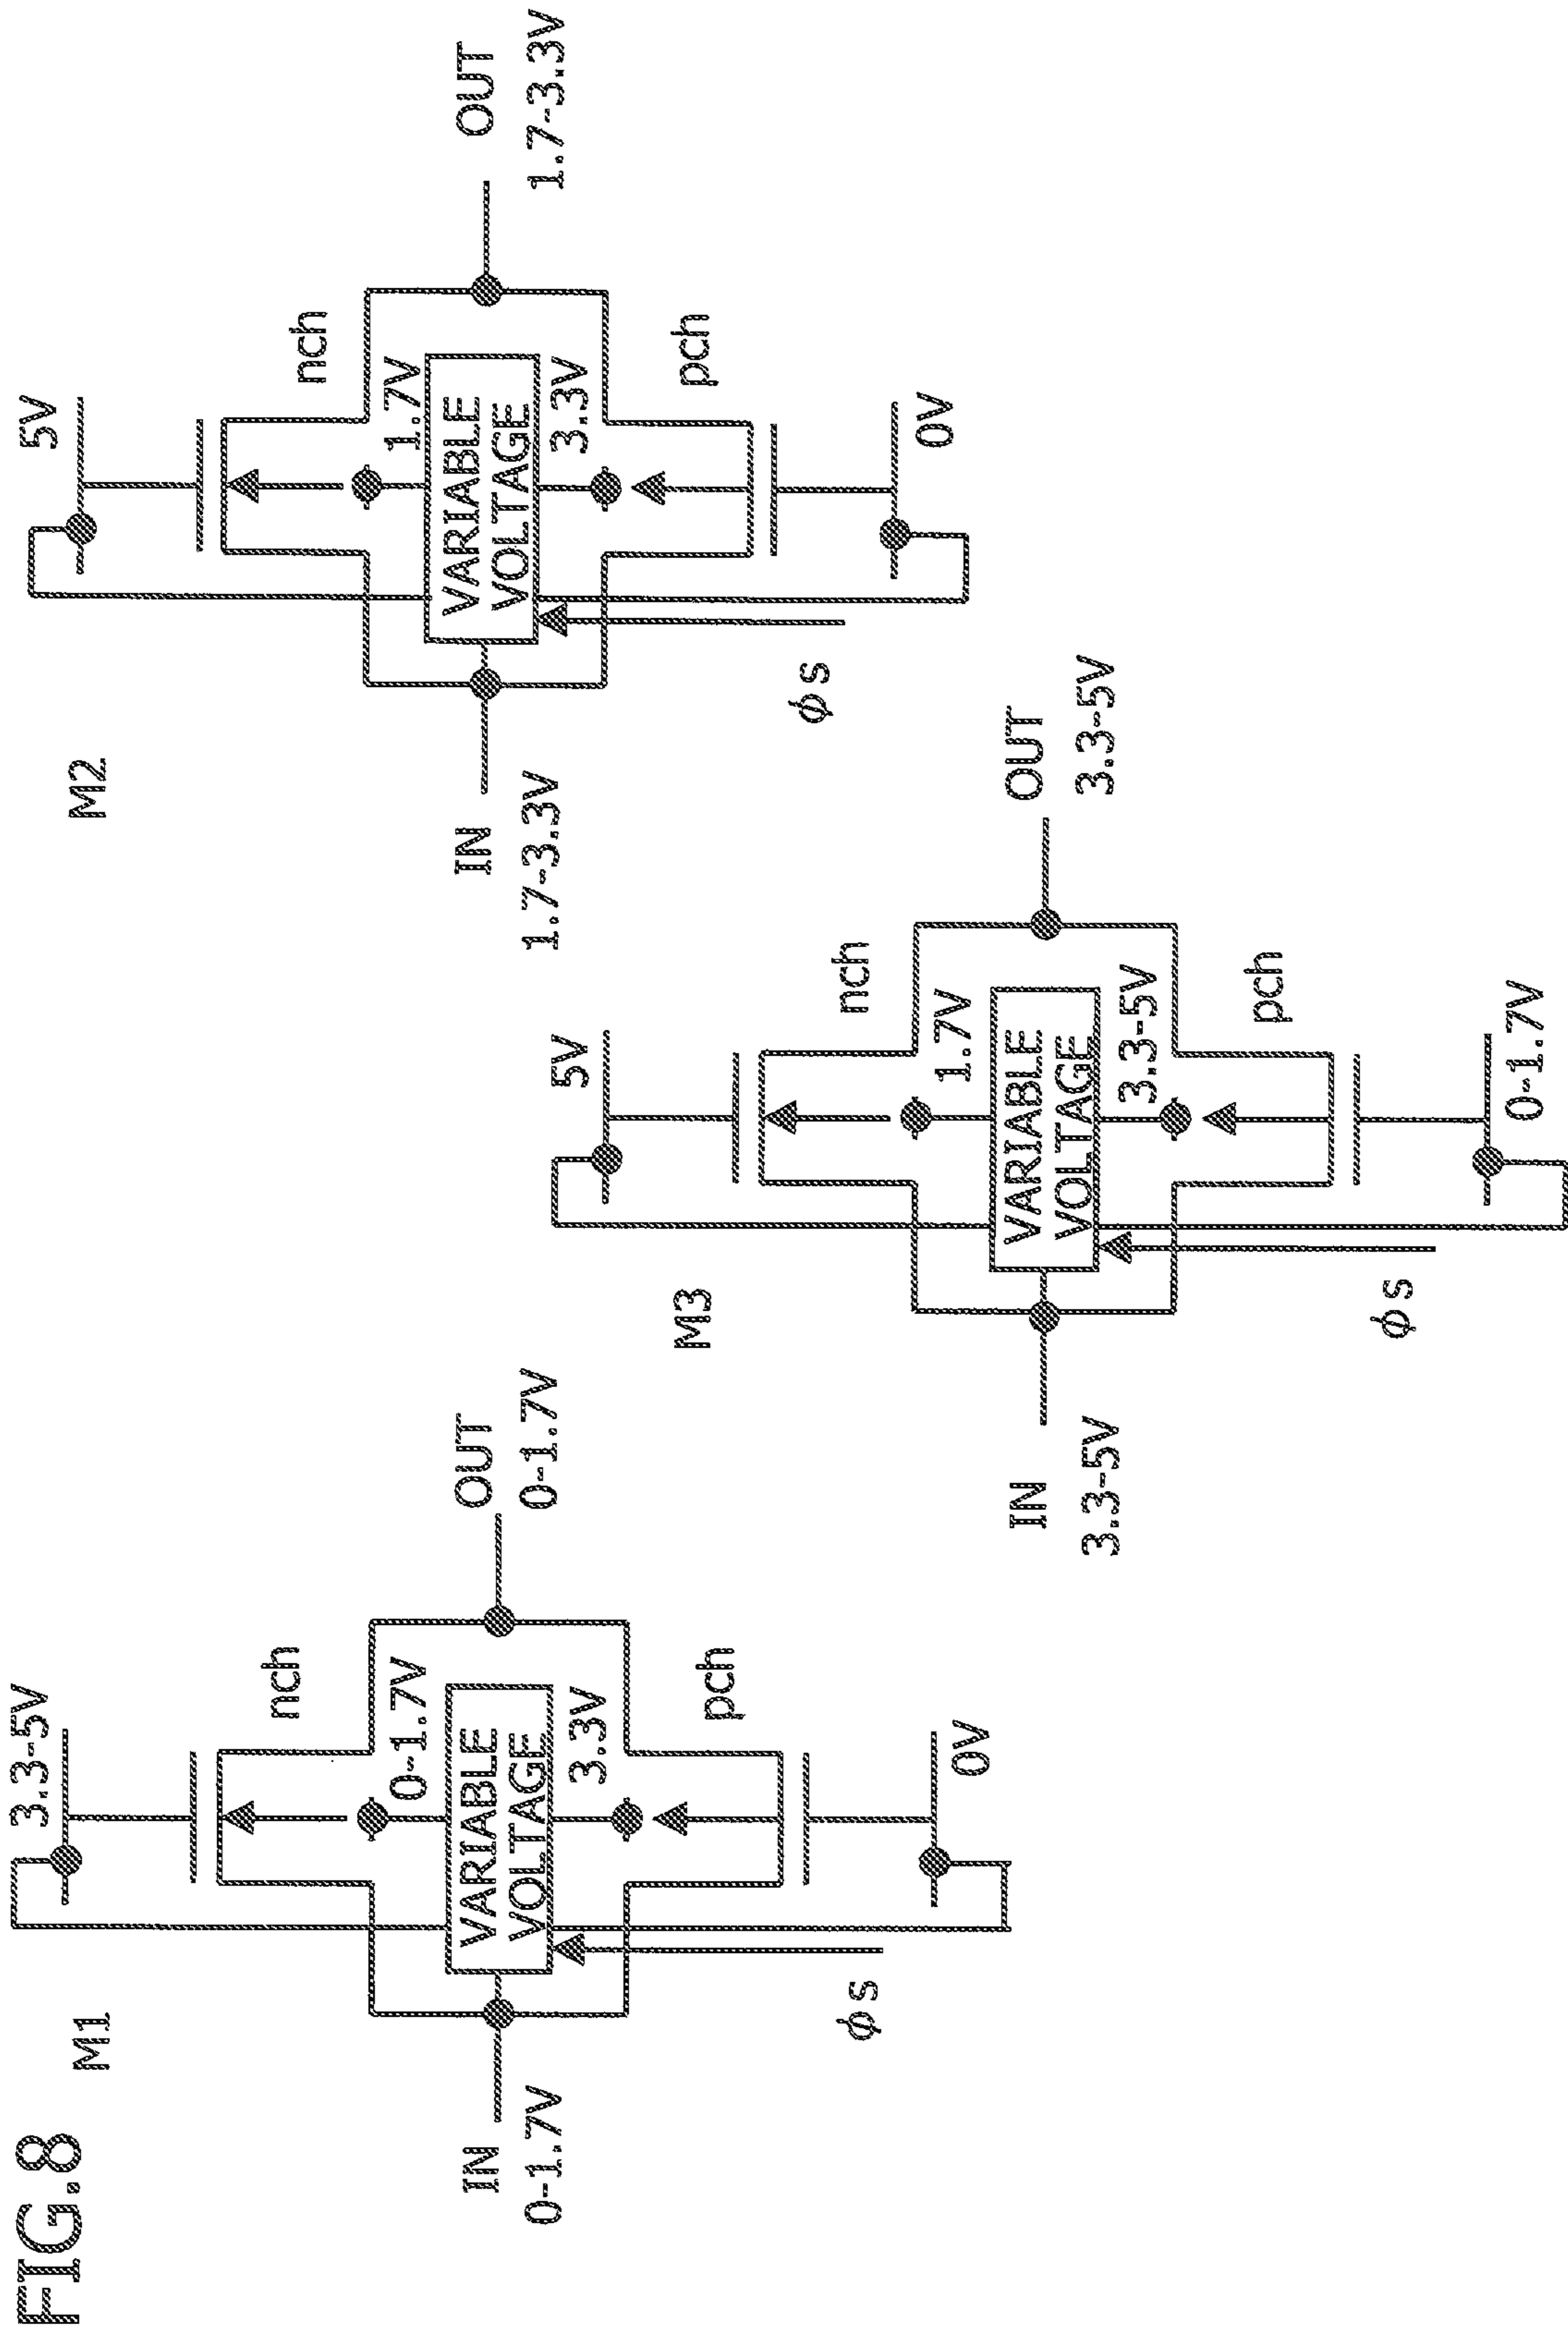 FIG.8
M1
3.3-5V
nch
0-1.7V
VARIABLE
VOLTAGE
3.3V
pch
0V
ϕs
IN
0-1.7V
OUT
0-1.7V
M2
5V
nch
1.7V
VARIABLE
VOLTAGE
3.3V
pch
0V
ϕs
IN
1.7-3.3V
OUT
1.7-3.3V
M3
5V
nch
1.7V
VARIABLE
VOLTAGE
3.3-5V
pch
0-1.7V
ϕs
IN
3.3-5V
OUT
3.3-5V